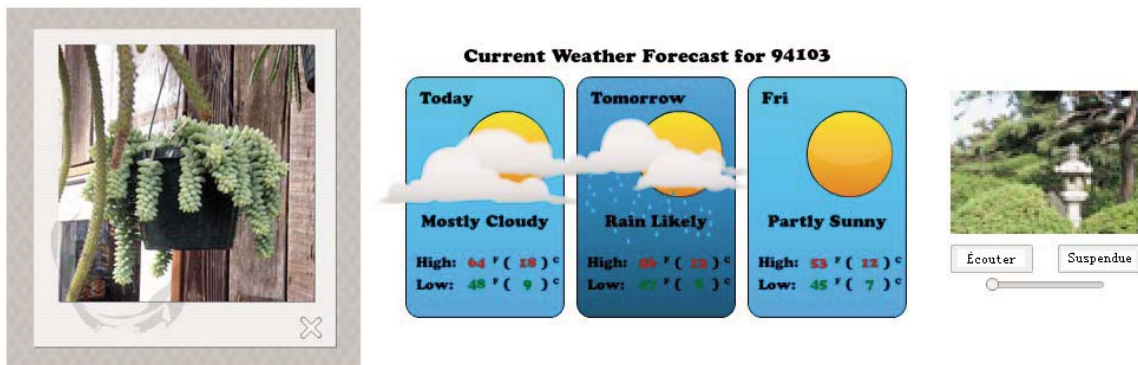 Current Weather Forecast for 94103
Today
Mostly Cloudy
High: 64 F ( 18 ) C
Low: 48 F ( 9 ) C
Tomorrow
Rain Likely
High: F ( ) C
Low: F ( ) C
Fri
Partly Sunny
High: 53 F ( 12 ) C
Low: 45 F ( 7 ) C
Écouter
Suspendue